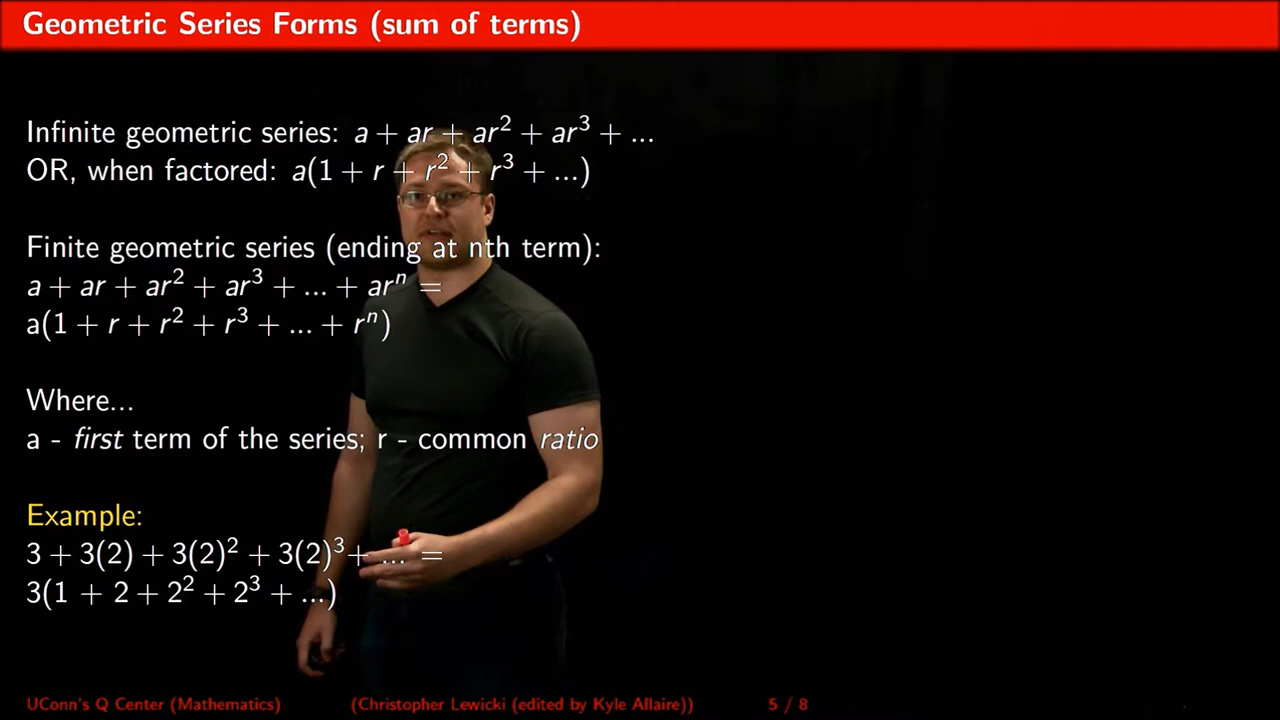 Geometric Series Forms (sum of terms)
Infinite geometric series: a + ar + ar² + ar³ + ...
OR, when factored: a(1 + r + r² + r³ + ...)
Finite geometric series (ending at nth term):
a + ar + ar² + ar³ + ... + arⁿ =
a(1 + r + r² + r³ + ... + rⁿ)
Where...
a - first term of the series; r - common ratio
Example:
3 + 3(2) + 3(2)² + 3(2)³+ ... =
3(1 + 2 + 2² + 2³ + ...)
UConn's Q Center (Mathematics) (Christopher Lewicki (edited by Kyle Allaire)) 5 / 8